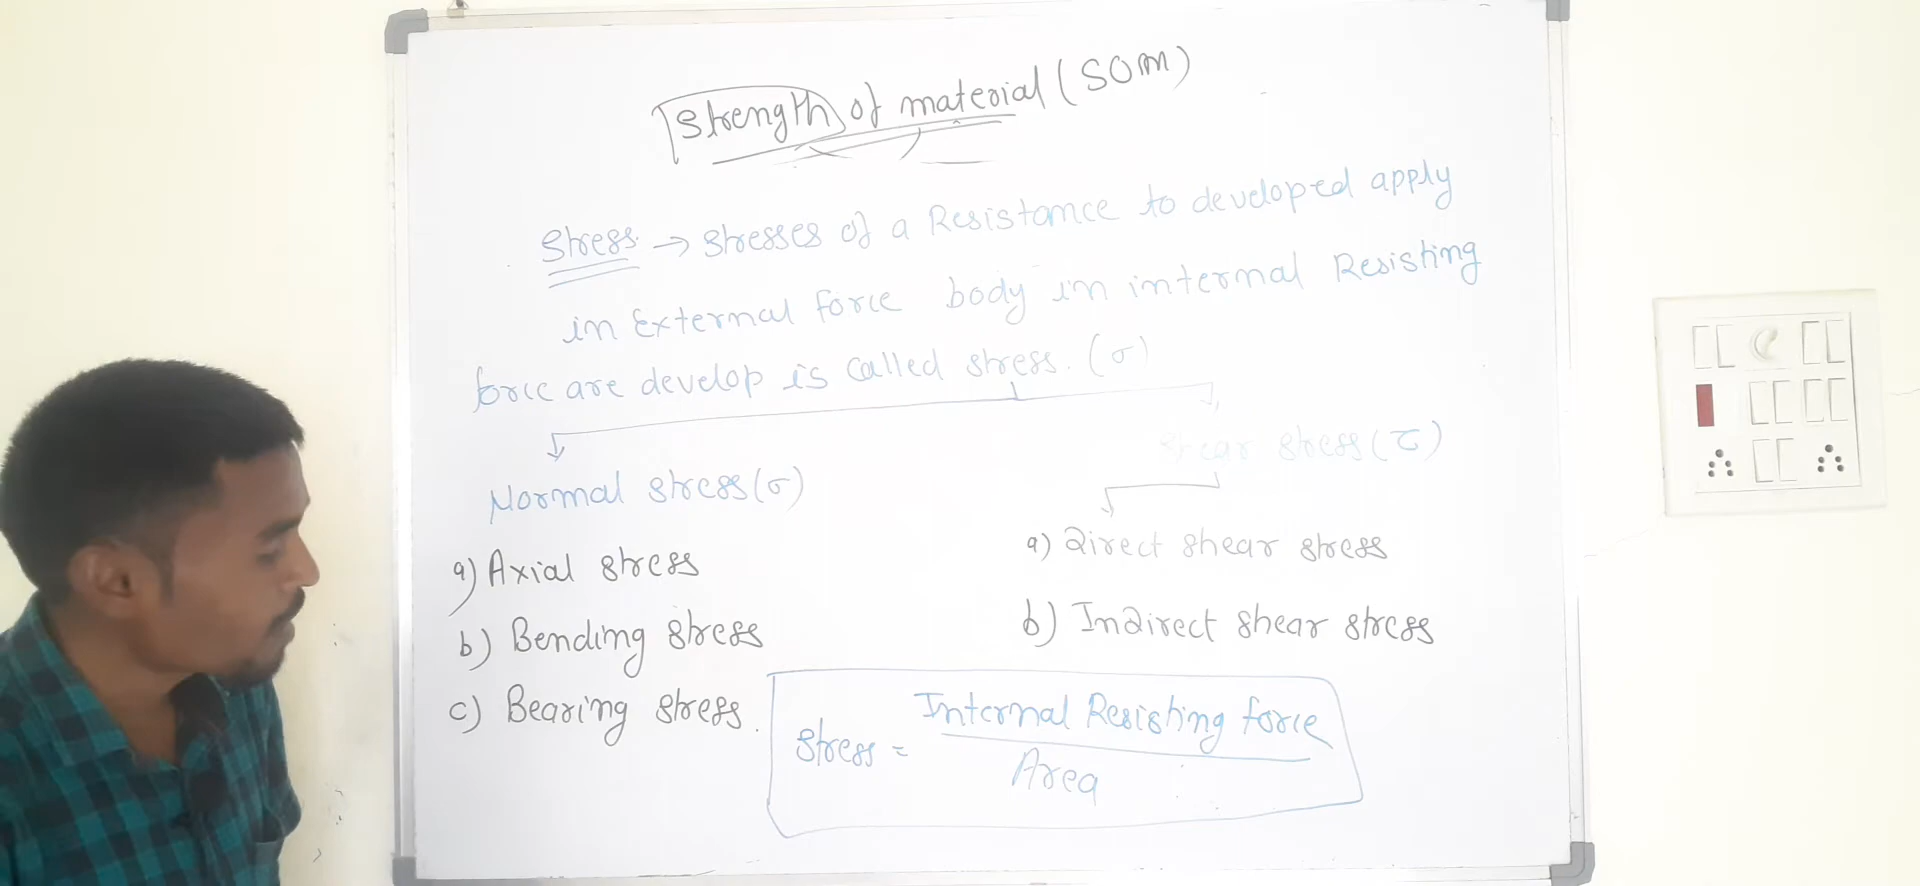 Strength of material (SOM)
Stress → stresses of a Resistance to developed apply
in External force body in internal Resisting
force are develop is called stress. (σ)
Normal stress (σ)
Shear stress (τ)
a) Axial stress
b) Bending stress
c) Bearing stress.
a) Direct shear stress
b) Indirect shear stress
Stress = Internal Resisting force
Area